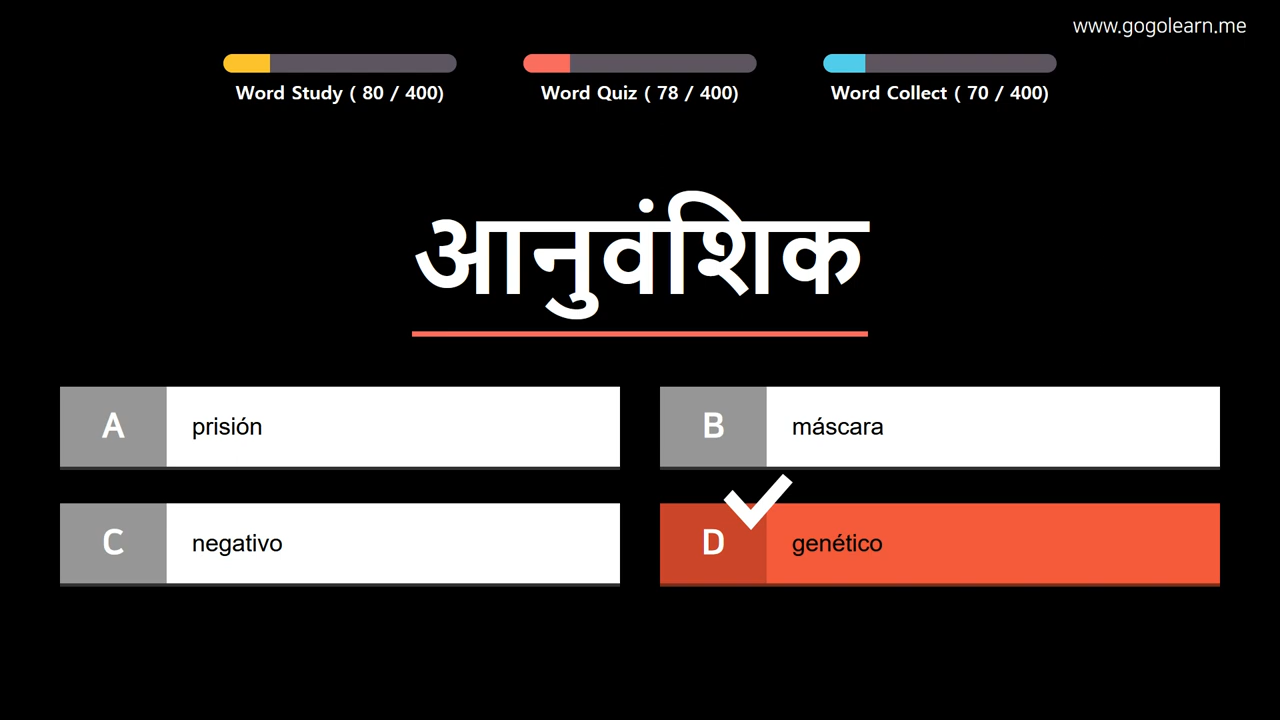 www.gogolearn.me
Word Study ( 80 / 400)
Word Quiz ( 78 / 400)
Word Collect ( 70 / 400)
आनुवंशिक
A
prisión
B
máscara
C
negativo
D
genético